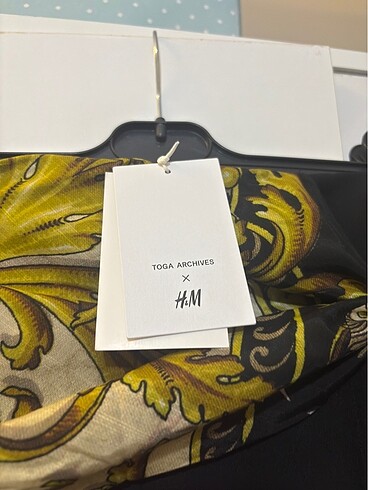 TOGA ARCHIVES
×
H&M